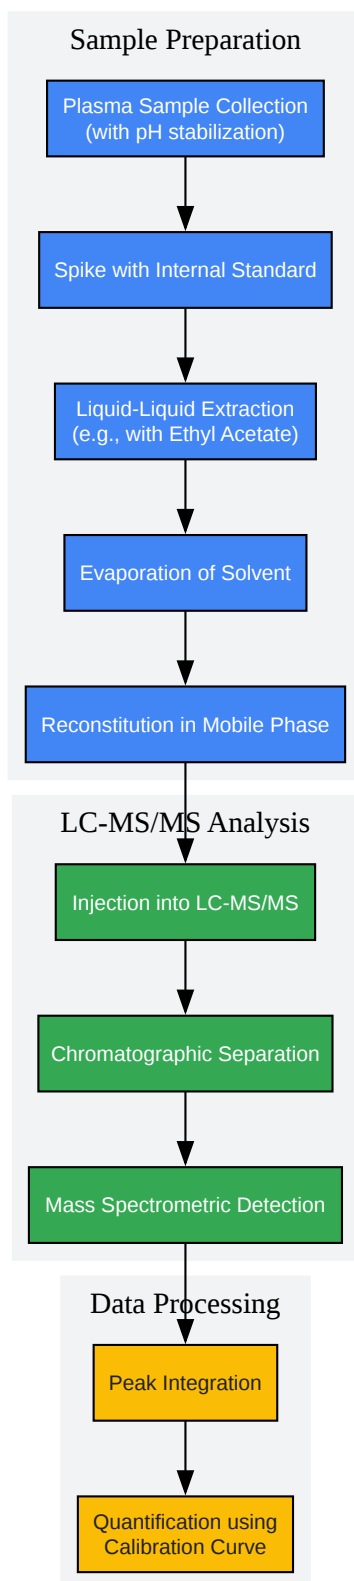 Sample Preparation
Plasma Sample Collection
(with pH stabilization)
Spike with Internal Standard
Liquid-Liquid Extraction
(e.g., with Ethyl Acetate)
Evaporation of Solvent
Reconstitution in Mobile Phase
LC-MS/MS Analysis
Injection into LC-MS/MS
Chromatographic Separation
Mass Spectrometric Detection
Data Processing
Peak Integration
Quantification using
Calibration Curve